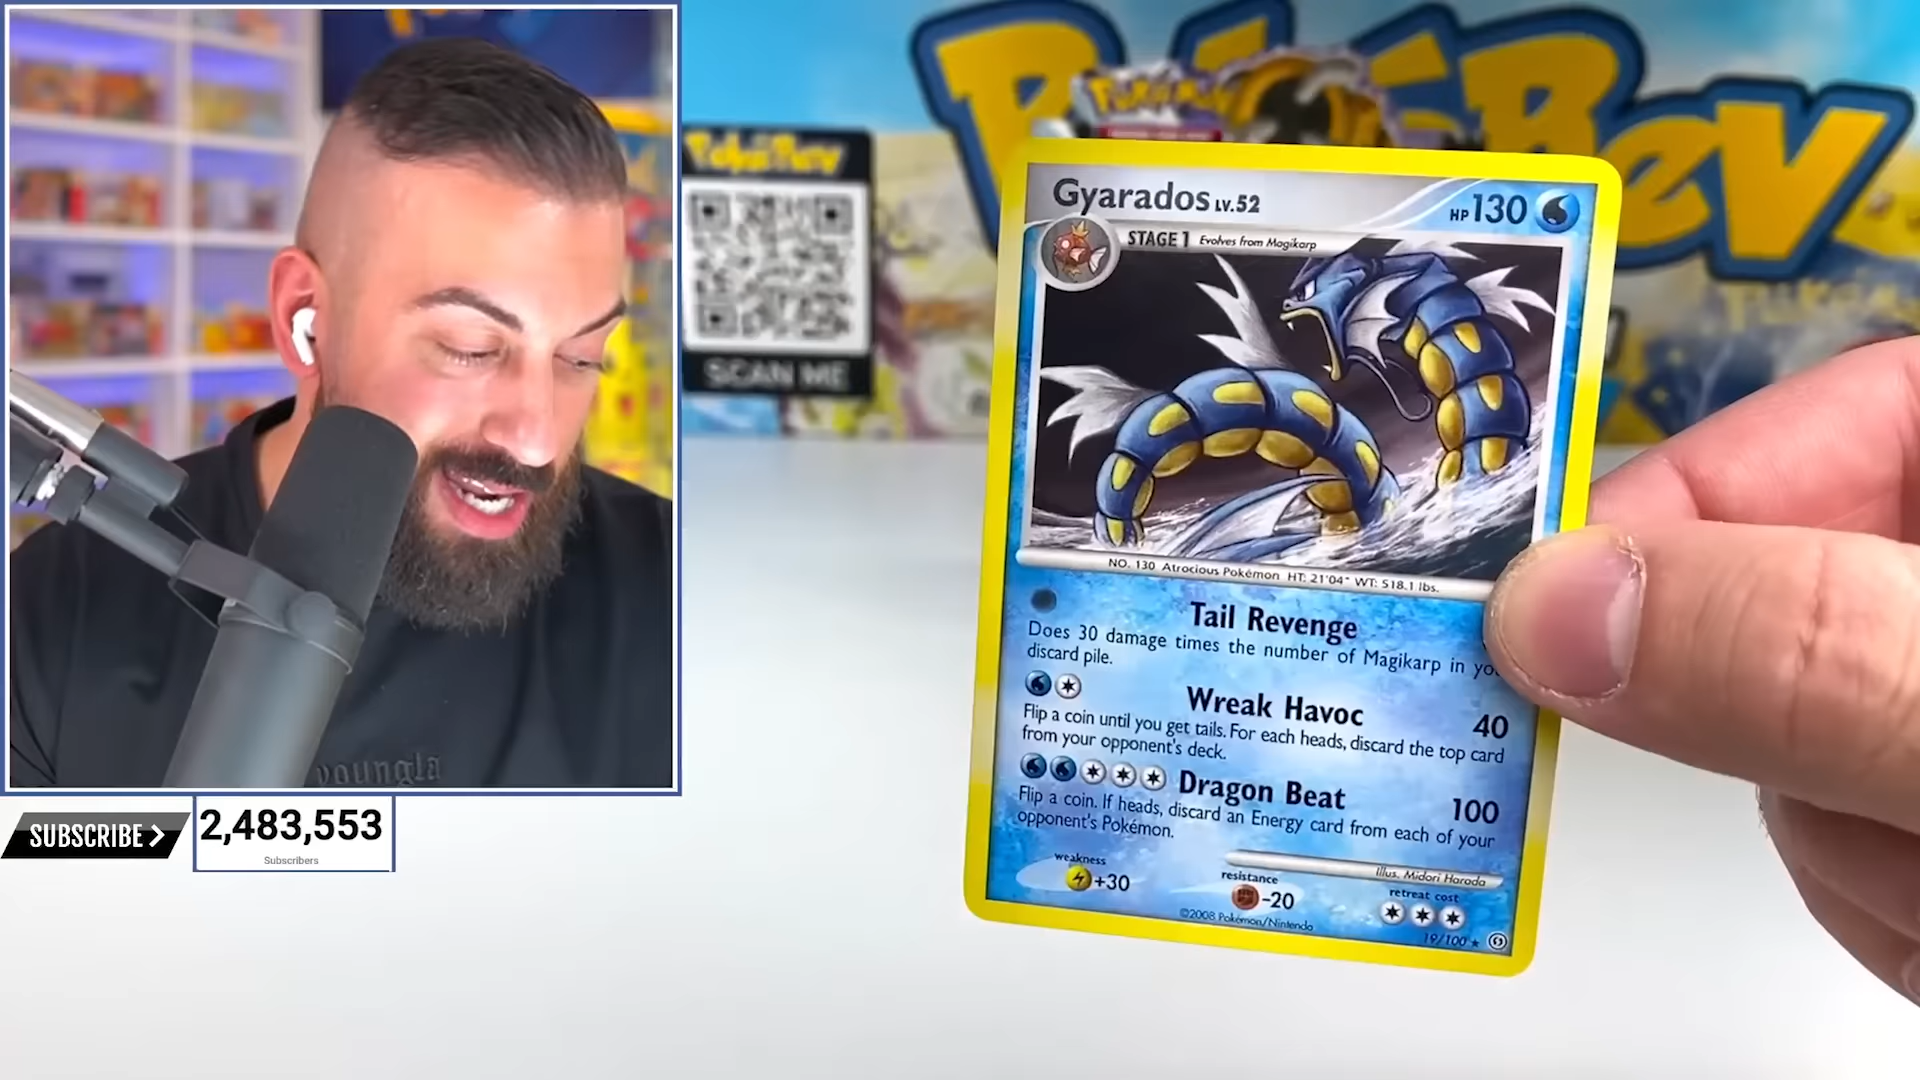 PokéRev
Pokémon
PokéRev
SCAN ME
Gyarados LV.52
HP 130
STAGE 1 Evolves from Magikarp
NO. 130 Atrocious Pokémon HT: 21'04" WT: 518.1 lbs.
Tail Revenge
Does 30 damage times the number of Magikarp in
discard pile.
Wreak Havoc 40
Flip a coin until you get tails. For each heads, discard the top card
from your opponent's deck.
Dragon Beat 100
Flip a coin. If heads, discard an Energy card from each of your
opponent's Pokémon.
weakness
+30
resistance
-20
Illus. Midori Harada
retreat cost
©2008 Pokémon/Nintendo
19/100
youngla
SUBSCRIBE >
2,483,553
Subscribers